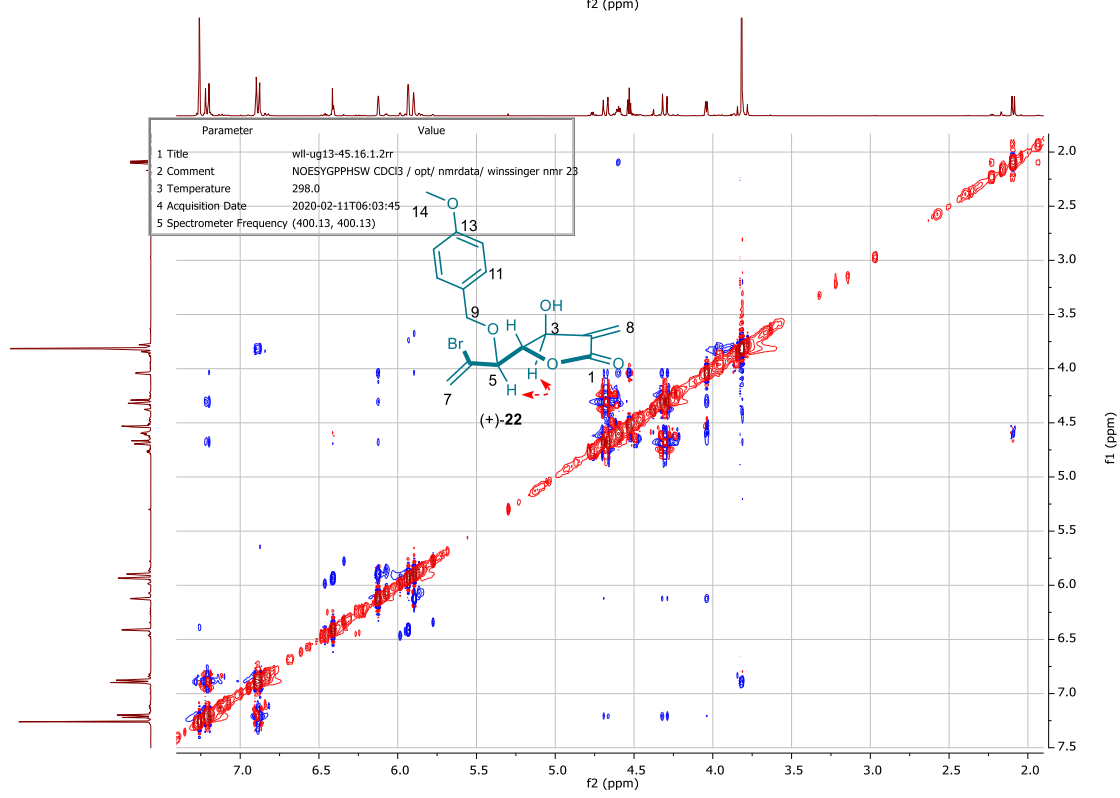 f2 (ppm)
Parameter Value
1 Title wll-ug13-45.16.1.2rr
2 Comment NOESYGPPHSW CDCl3 / opt/ nmrdata/ winssinger nmr 23
3 Temperature 298.0
4 Acquisition Date 2020-02-11T06:03:45
5 Spectrometer Frequency (400.13, 400.13)
14
O
13
11
9
O
H
OH
3
8
Br
O
O
1
H
5
H
7
(+)-22
2.0
2.5
3.0
3.5
4.0
4.5
5.0
5.5
6.0
6.5
7.0
7.5
f1 (ppm)
7.0 6.5 6.0 5.5 5.0 4.5 4.0 3.5 3.0 2.5 2.0
f2 (ppm)